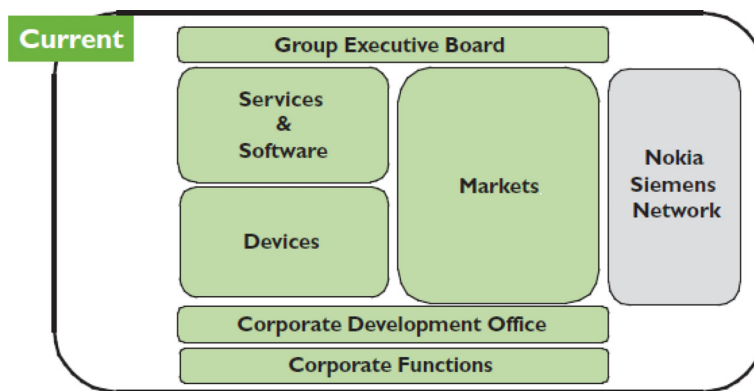 Current
Group Executive Board
Services
&
Software
Markets
Nokia
Siemens
Network
Devices
Corporate Development Office
Corporate Functions